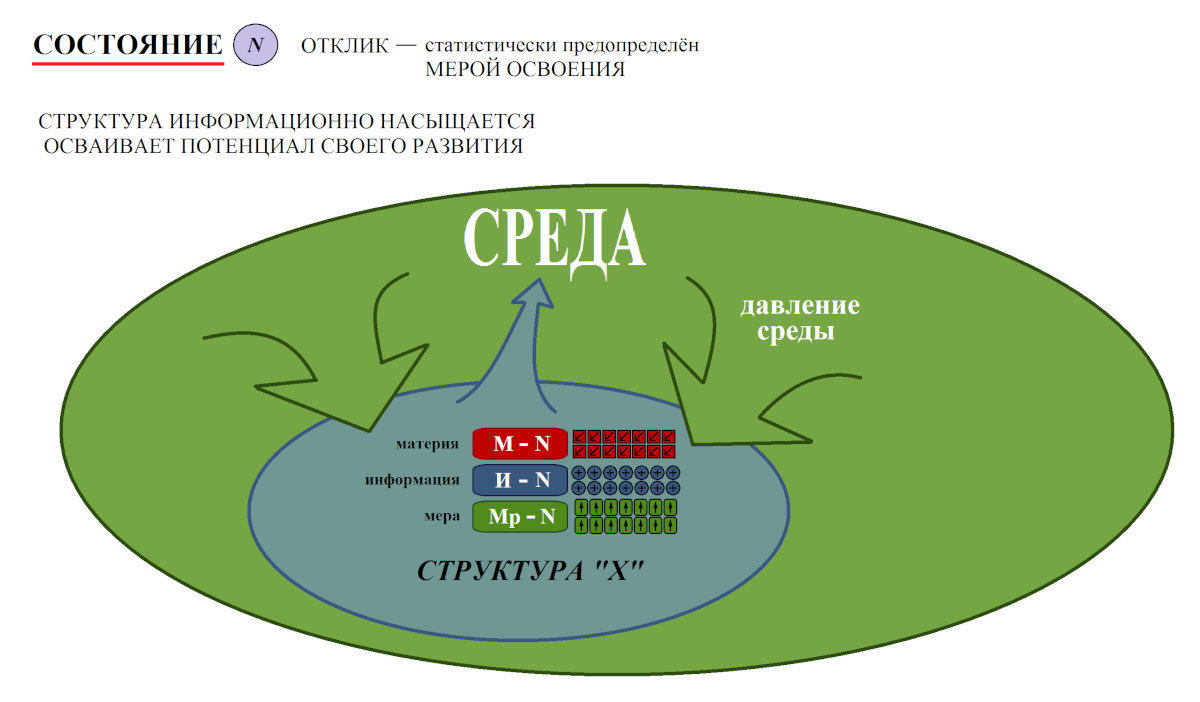 СОСТОЯНИЕ N ОТКЛИК — статистически предопределён
МЕРОЙ ОСВОЕНИЯ
СТРУКТУРА ИНФОРМАЦИОННО НАСЫЩАЕТСЯ
ОСВАИВАЕТ ПОТЕНЦИАЛ СВОЕГО РАЗВИТИЯ
СРЕДА
давление
среды
материя М - N
информация И - N
мера Мр - N
СТРУКТУРА "Х"